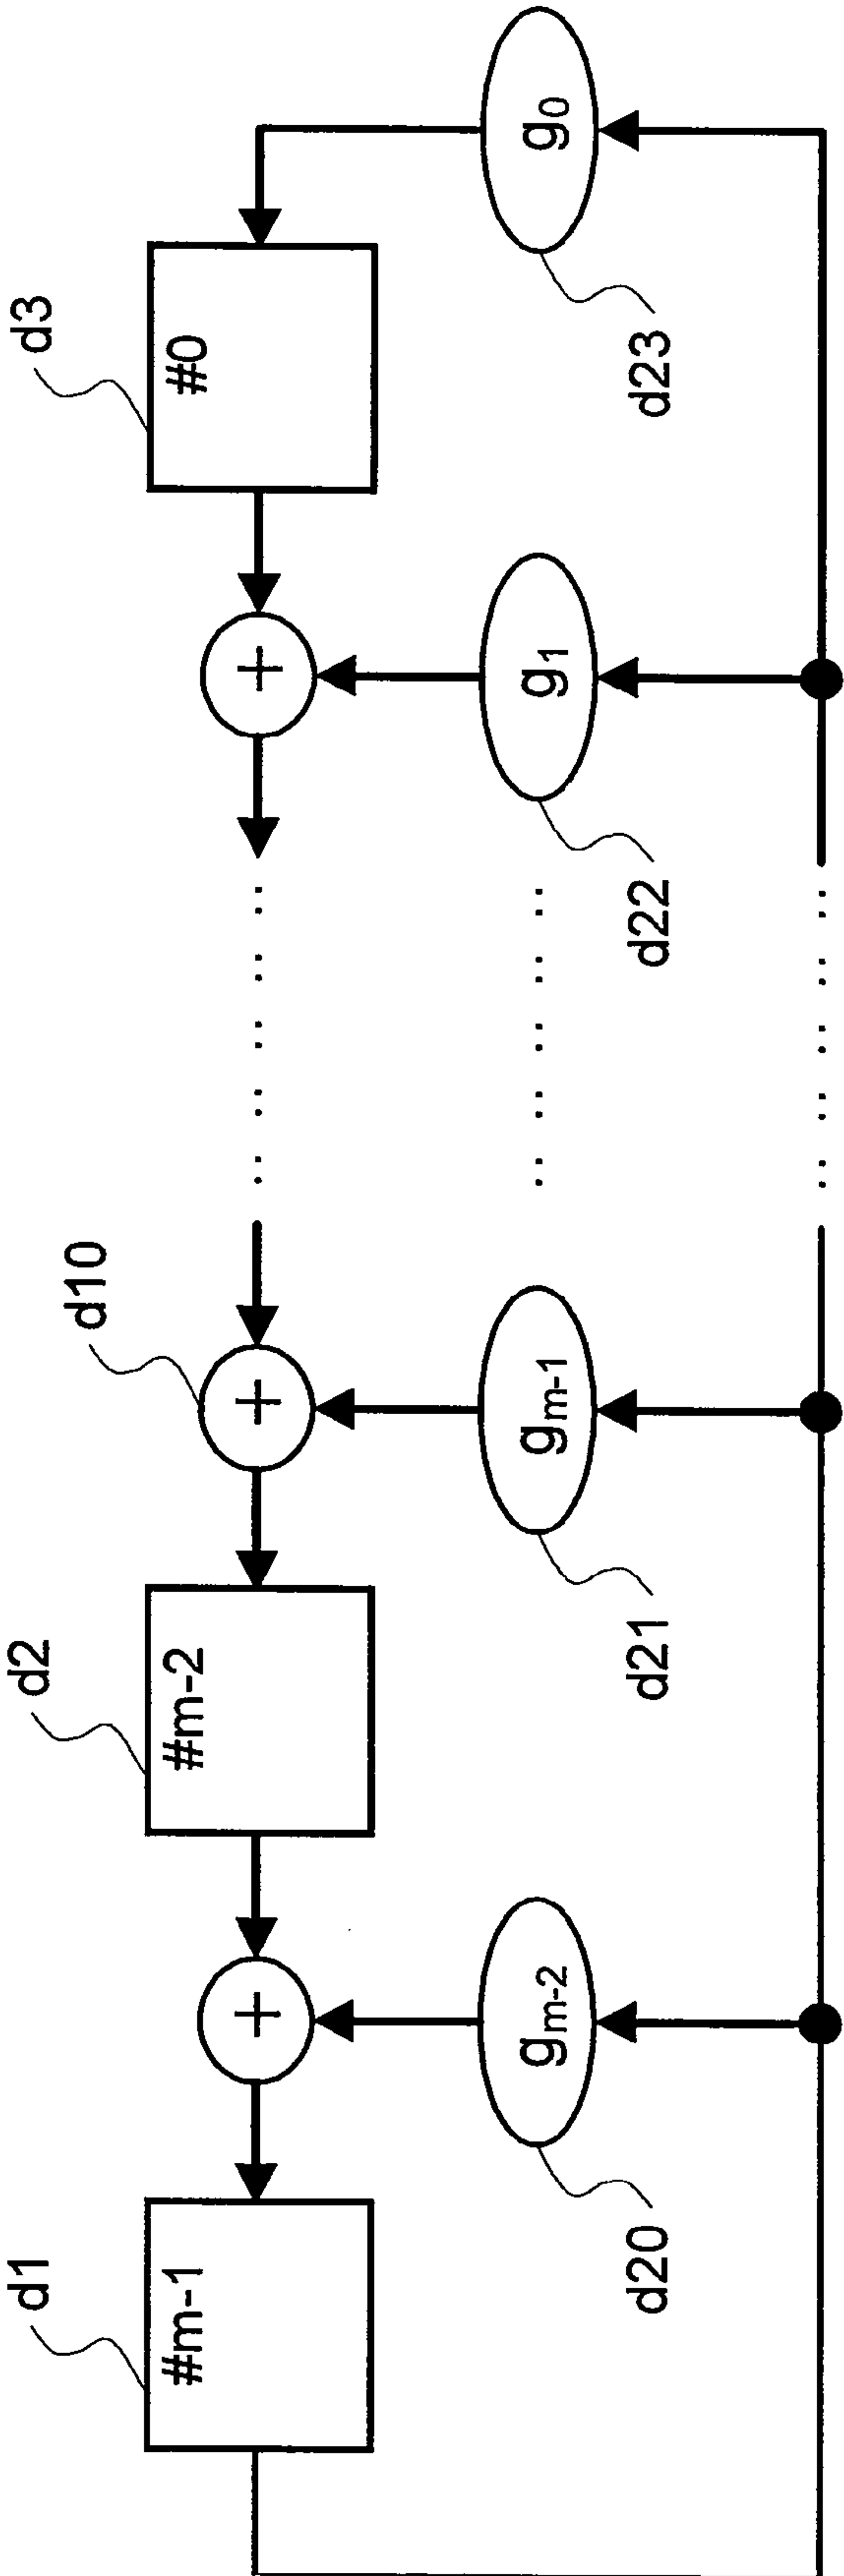 d1
d2
d10
d3
#m-1
#m-2
#0
+
+
+
gm-2
gm-1
g1
g0
d20
d21
d22
d23